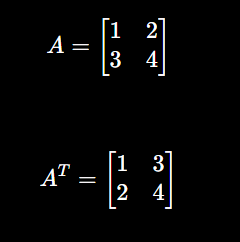 A = [1 2
3 4]
A^T = [1 3
2 4]